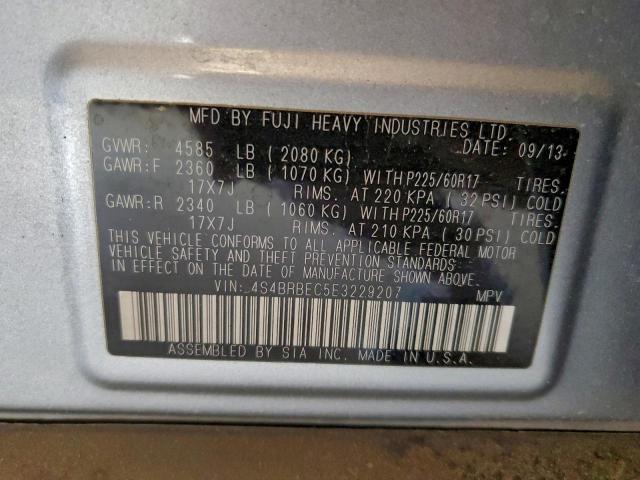 MFD BY FUJI HEAVY INDUSTRIES LTD.
GVWR: 4585 LB ( 2080 KG) DATE: 09/13
GAWR:F 2360 LB ( 1070 KG) WITH P225/60R17 TIRES.
17X7J RIMS. AT 220 KPA ( 32 PSI) COLD
GAWR:R 2340 LB ( 1060 KG) WITH P225/60R17 TIRES.
17X7J RIMS. AT 210 KPA ( 30 PSI) COLD
THIS VEHICLE CONFORMS TO ALL APPLICABLE FEDERAL MOTOR
VEHICLE SAFETY AND THEFT PREVENTION STANDARDS
IN EFFECT ON THE DATE OF MANUFACTURE SHOWN ABOVE.
VIN: 4S4BRBEC5E3229207 MPV
ASSEMBLED BY SIA INC. MADE IN U.S.A.